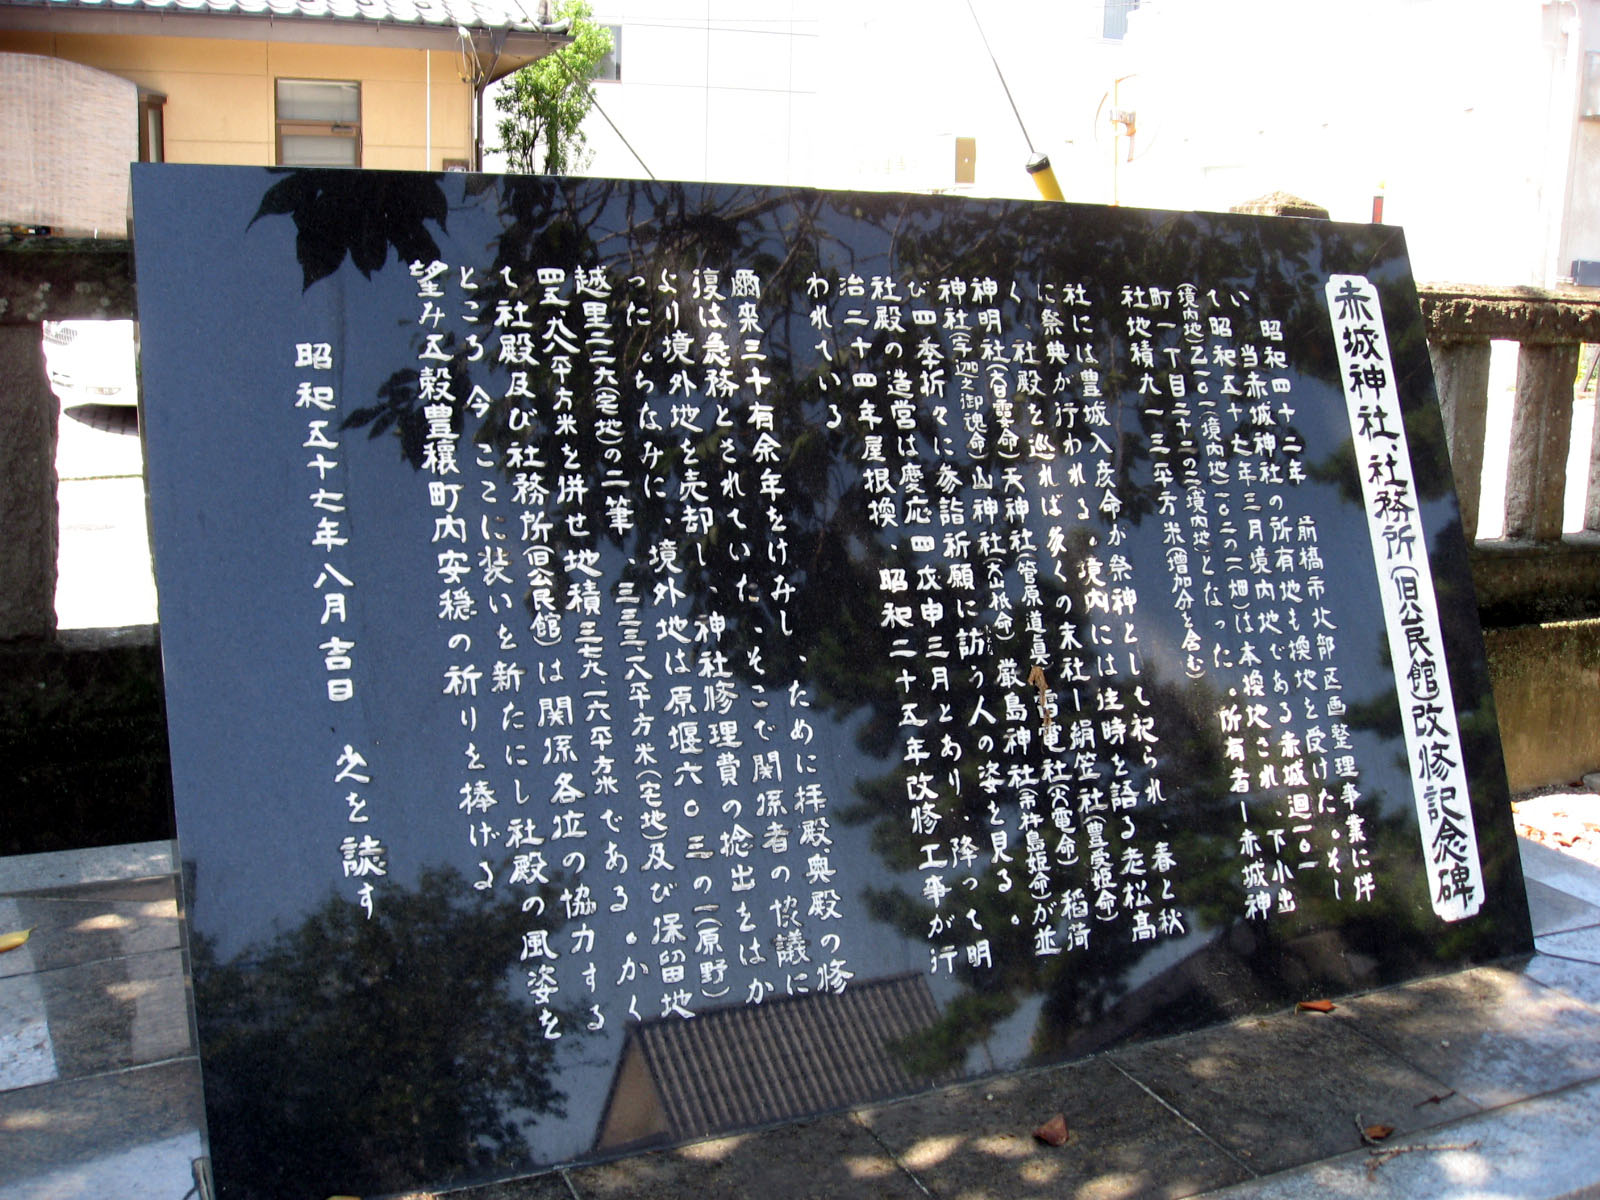 赤城神社、社務所(旧公民館)改修記念碑
昭和四十二年 前橋市北部区画整理事業に伴
い当赤城神社の所有地も換地を受けた。そし
て昭和五十七年三月境内地である赤城廻一〇一
(境内地)乙一〇一(境内地)一〇二の一(畑)は本換地され、下小出
町一丁目二十二の二(境内地)となった。所有者ー赤城神
社地積九一三平方米(増加分を含む)
社には豊城入彦命が祭神として祀られ、春と秋
に祭典が行われる。境内には往時を語る老松高
く、社殿を巡れば多くの末社ー絹笠社(豊受姫命)稲荷
神明社(大日孁命)天神社(管原道眞)雷電社(火電命)
神社(宇迦之御魂命)山神社(大山祇命)厳島神社(市杵島姫命)が並
び四季折々に参詣祈願に訪う人の姿を見る。
社殿の造営は慶応四戊申三月とあり、降って明
治二十四年屋根換、昭和二十五年改修工事が行
われている
爾来三十有余年をけみし、ために拝殿奥殿の修
復は急務とされていた、そこで関係者の協議に
より境外地を売却し、神社修理費の捻出をはか
った。ちなみに、境外地は原堰六〇三の一(原野)
越里二二六(宅地)の二筆、三三三.八平方米(宅地)及び保留地
四五.九八平方米を併せ地積三七九.一六平方米である。かく
て社殿及び社務所(旧公民館)は関係各位の協力する
ところ今ここに装いを新たにし社殿の風姿を
望み五穀豊穣町内安穏の祈りを捧げる
昭和五十七年八月吉日 之を誌す